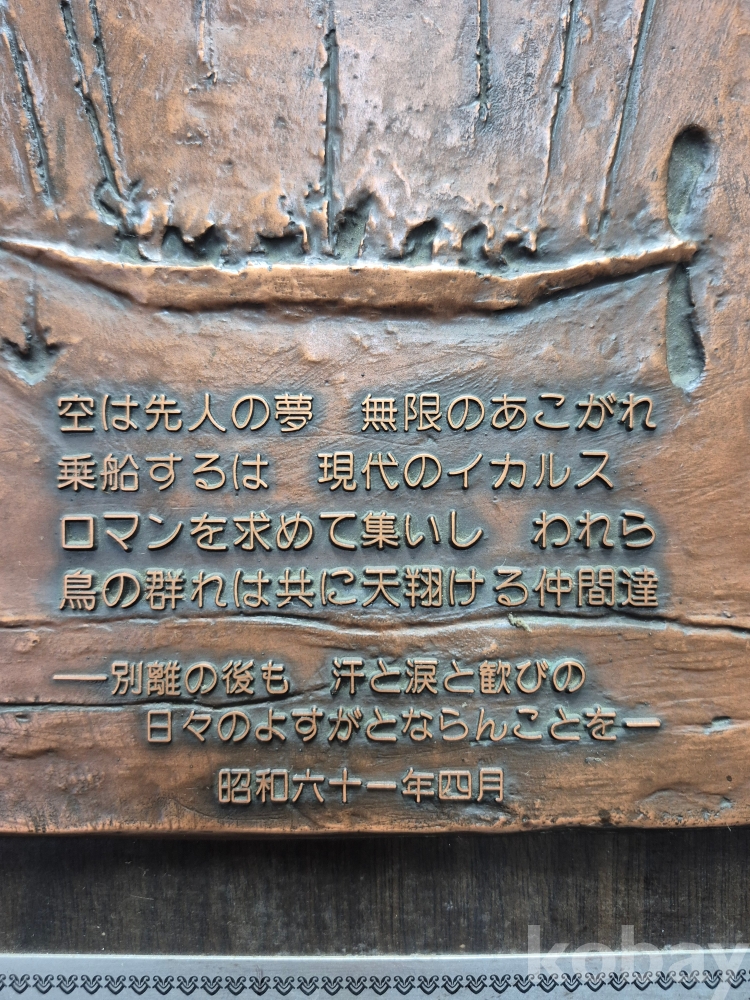 空は先人の夢　無限のあこがれ
乗船するは　現代のイカルス
ロマンを求めて集いし　われら
鳥の群れは共に天翔ける仲間達
──別離の後も　汗と涙と歓びの
日々のよすがとならんことを─
昭和六十一年四月
kobay